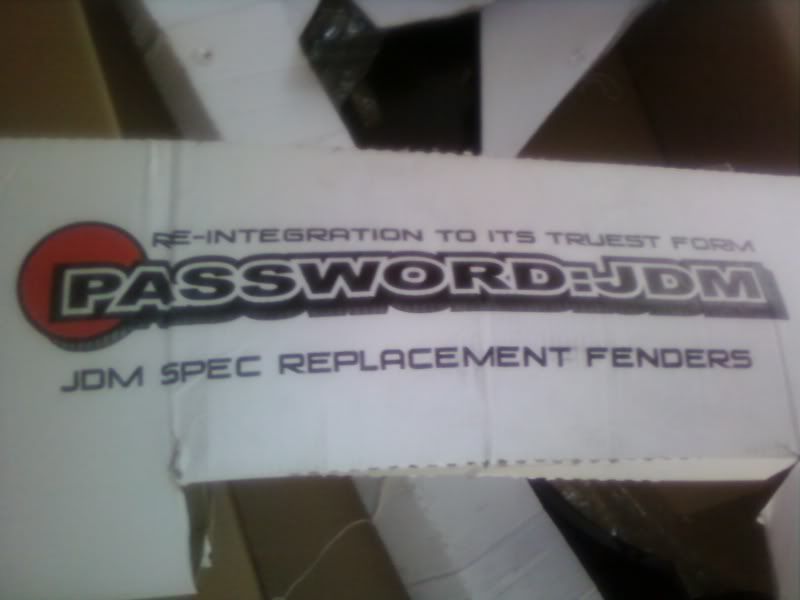 RE-INTEGRATION TO ITS TRUEST FORM
PASSWORD:JDM
JDM SPEC REPLACEMENT FENDERS